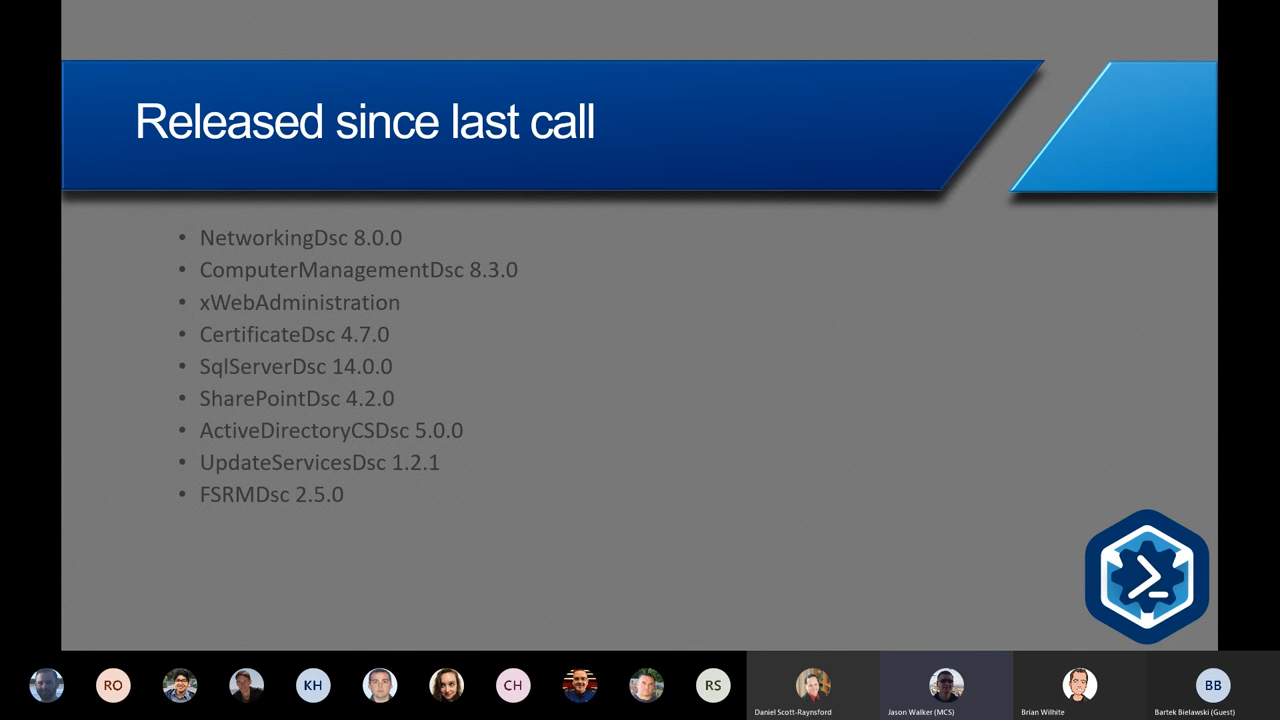 Released since last call
• NetworkingDsc 8.0.0
• ComputerManagementDsc 8.3.0
• xWebAdministration
• CertificateDsc 4.7.0
• SqlServerDsc 14.0.0
• SharePointDsc 4.2.0
• ActiveDirectoryCSDsc 5.0.0
• UpdateServicesDsc 1.2.1
• FSRMDsc 2.5.0
RO
KH
CH
RS
BB
Daniel Scott-Raynsford
Jason Walker (MCS)
Brian Wilhite
Bartek Bielawski (Guest)